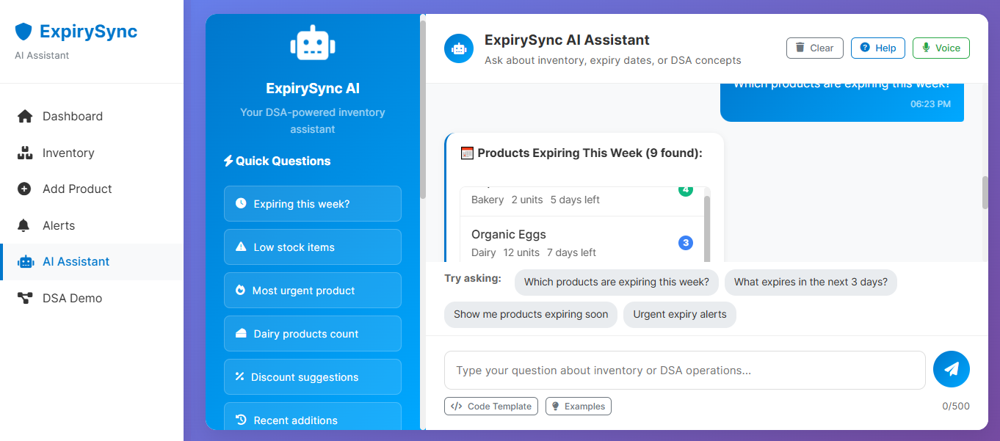 ExpirySync
AI Assistant
Dashboard
Inventory
Add Product
Alerts
AI Assistant
DSA Demo
ExpirySync AI
Your DSA-powered inventory
assistant
Quick Questions
Expiring this week?
Low stock items
Most urgent product
Dairy products count
Discount suggestions
Recent additions
ExpirySync AI Assistant
Ask about inventory, expiry dates, or DSA concepts
Clear
Help
Voice
Which products are expiring this week?
06:23 PM
Products Expiring This Week (9 found):
Bakery 2 units 5 days left
4
Organic Eggs
Dairy 12 units 7 days left
3
Try asking:
Which products are expiring this week?
What expires in the next 3 days?
Show me products expiring soon
Urgent expiry alerts
Type your question about inventory or DSA operations...
</> Code Template
Examples
0/500